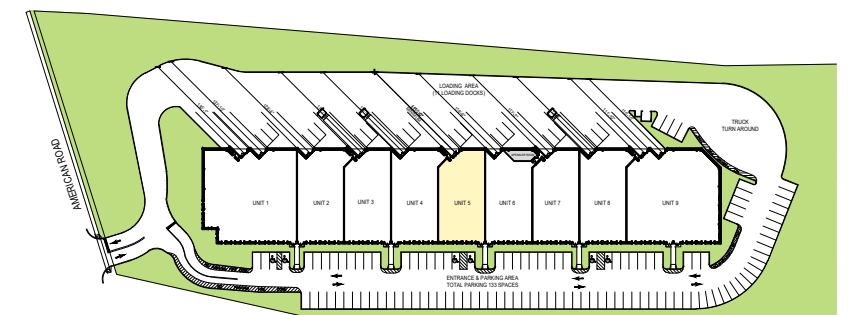 LOADING AREA
(11 LOADING DOCKS)
TRUCK
TURN AROUND
AMERICAN ROAD
UNIT 1
UNIT 2
UNIT 3
UNIT 4
UNIT 5
UNIT 6
UNIT 7
UNIT 8
UNIT 9
ENTRANCE & PARKING AREA
TOTAL PARKING 133 SPACES